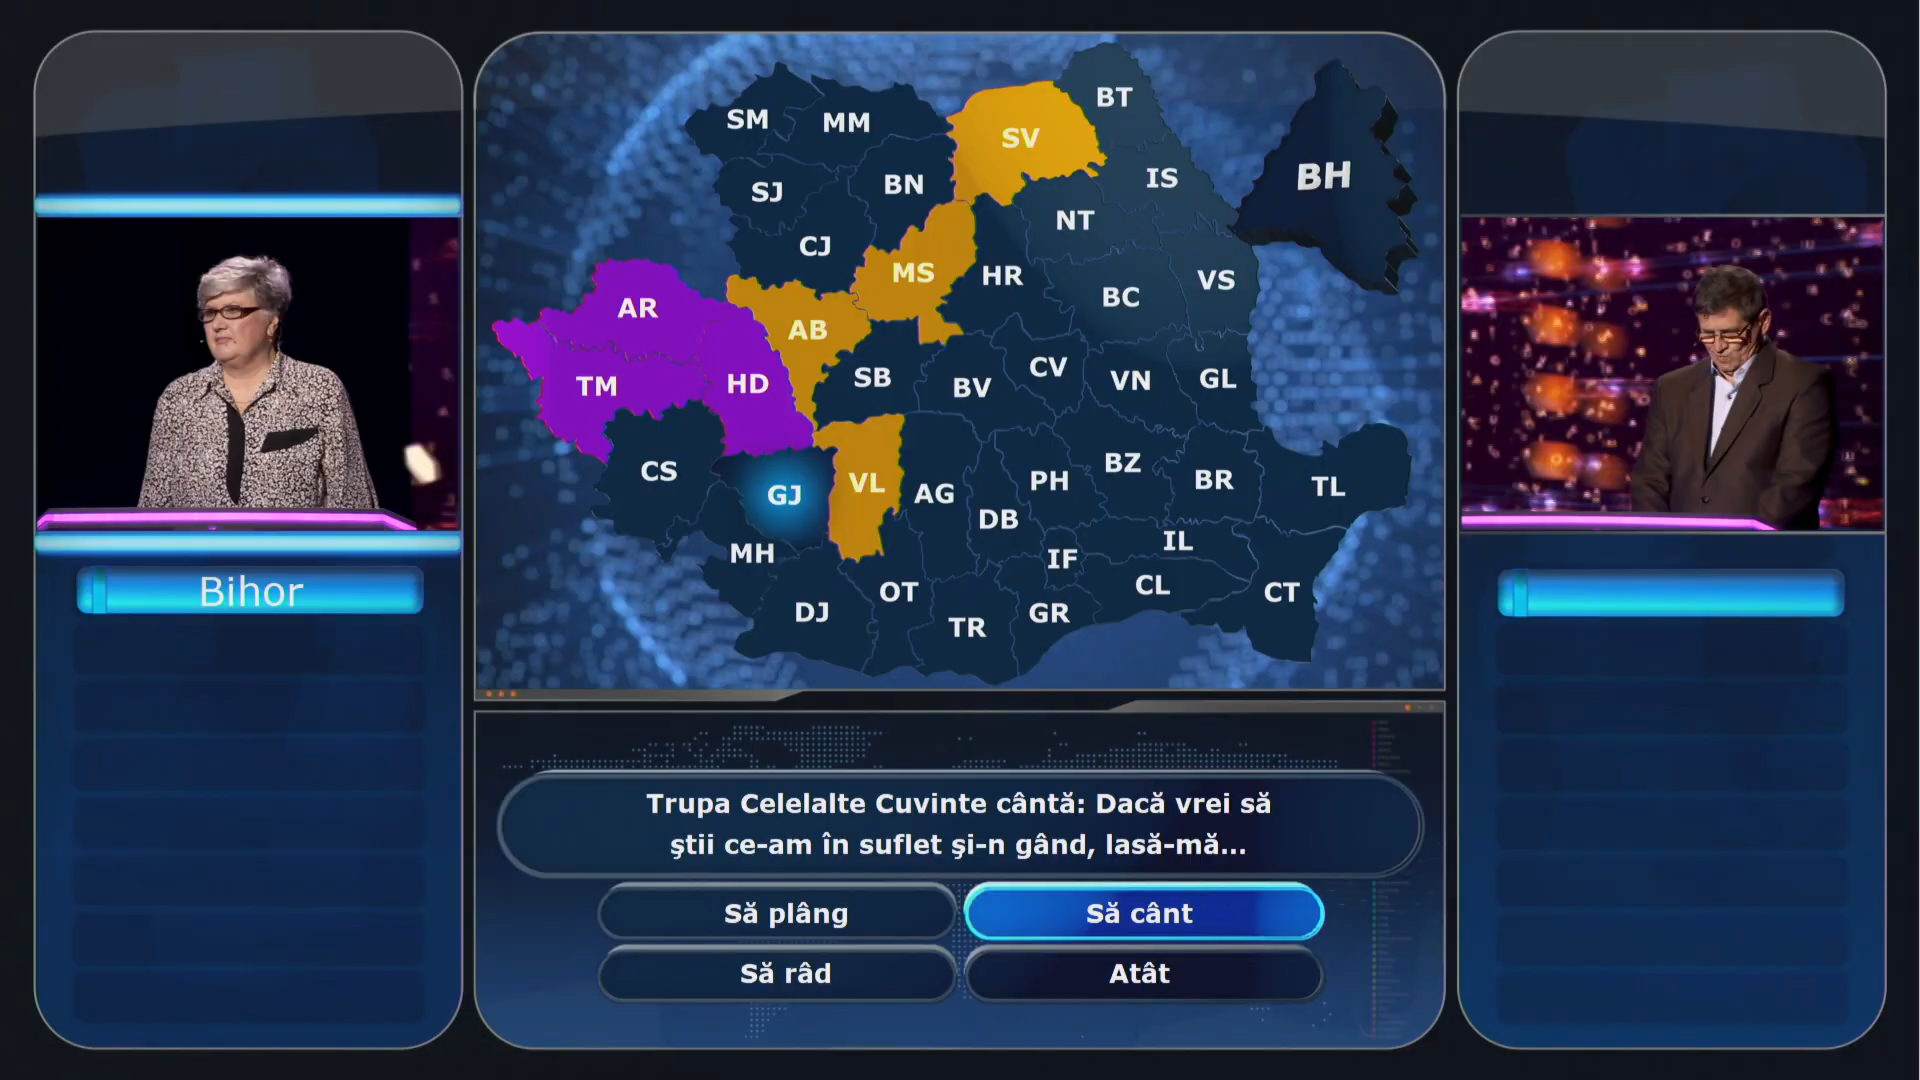 BT
SM
MM
SV
BH
SJ
BN
IS
NT
CJ
MS
HR
VS
BC
AR
AB
TM
HD
SB
BV
CV
VN
GL
CS
GJ
VL
AG
PH
BZ
BR
TL
DB
MH
IF
IL
CL
OT
CT
DJ
TR
GR
Bihor
Trupa Celelalte Cuvinte cântă: Dacă vrei să
ştii ce-am în suflet şi-n gând, lasă-mă...
Să plâng
Să cânt
Să râd
Atât